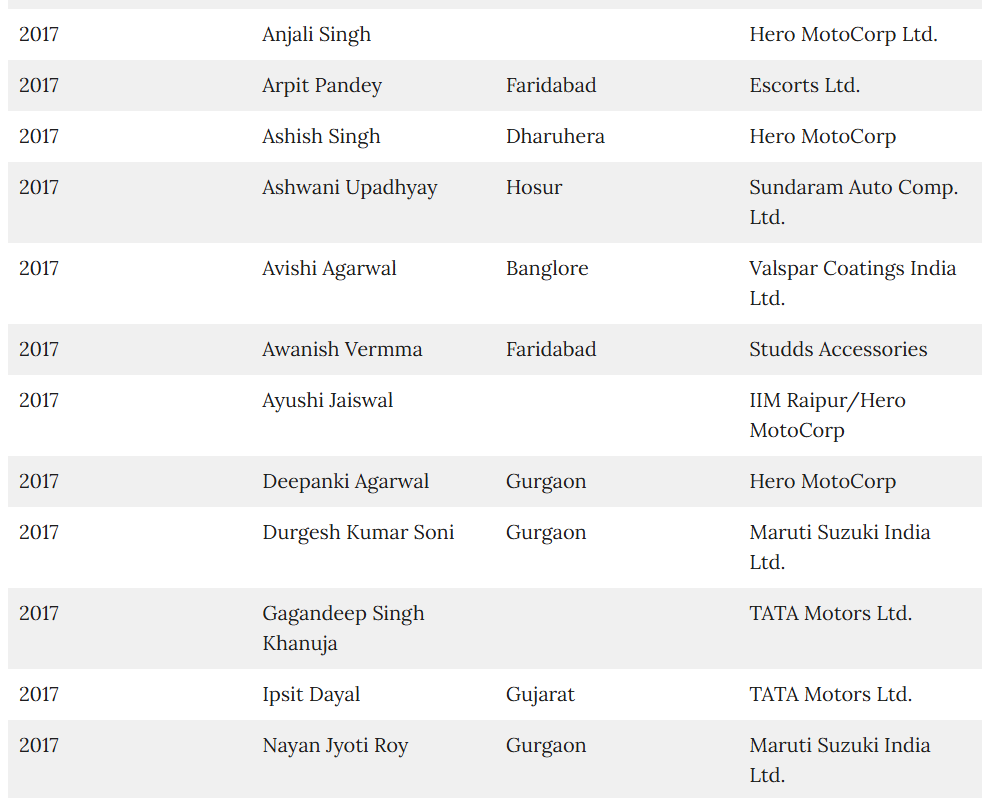 2017 Anjali Singh Hero MotoCorp Ltd.
2017 Arpit Pandey Faridabad Escorts Ltd.
2017 Ashish Singh Dharuhera Hero MotoCorp
2017 Ashwani Upadhyay Hosur Sundaram Auto Comp.
Ltd.
2017 Avishi Agarwal Banglore Valspar Coatings India
Ltd.
2017 Awanish Vermma Faridabad Studds Accessories
2017 Ayushi Jaiswal IIM Raipur/Hero
MotoCorp
2017 Deepanki Agarwal Gurgaon Hero MotoCorp
2017 Durgesh Kumar Soni Gurgaon Maruti Suzuki India
Ltd.
2017 Gagandeep Singh TATA Motors Ltd.
Khanuja
2017 Ipsit Dayal Gujarat TATA Motors Ltd.
2017 Nayan Jyoti Roy Gurgaon Maruti Suzuki India
Ltd.